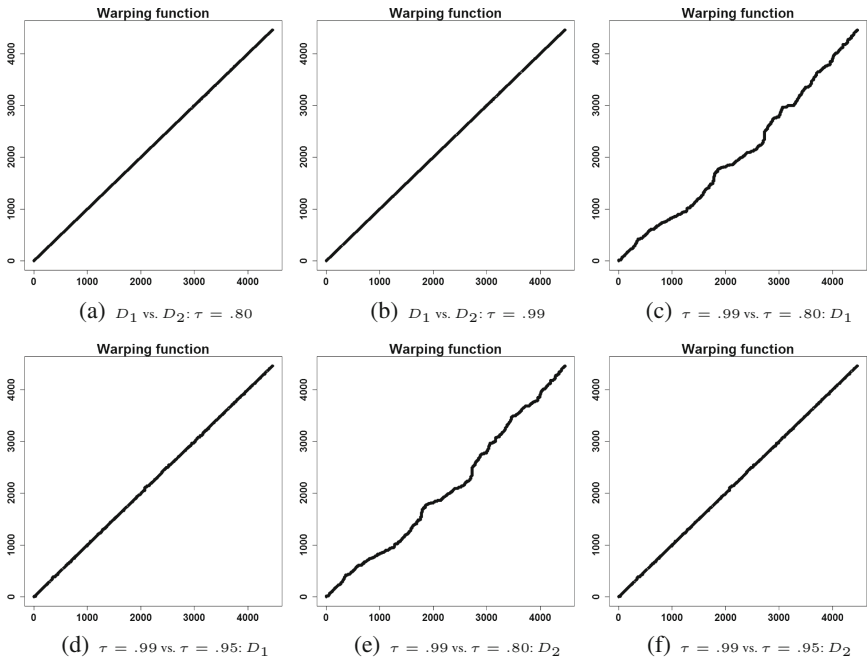 Warping function
0 1000 2000 3000 4000
0 1000 2000 3000 4000
(a) D₁ vs. D₂: τ = .80
Warping function
0 1000 2000 3000 4000
0 1000 2000 3000 4000
(b) D₁ vs. D₂: τ = .99
Warping function
0 1000 2000 3000 4000
0 1000 2000 3000 4000
(c) τ = .99 vs. τ = .80: D₁
Warping function
0 1000 2000 3000 4000
0 1000 2000 3000 4000
(d) τ = .99 vs. τ = .95: D₁
Warping function
0 1000 2000 3000 4000
0 1000 2000 3000 4000
(e) τ = .99 vs. τ = .80: D₂
Warping function
0 1000 2000 3000 4000
0 1000 2000 3000 4000
(f) τ = .99 vs. τ = .95: D₂